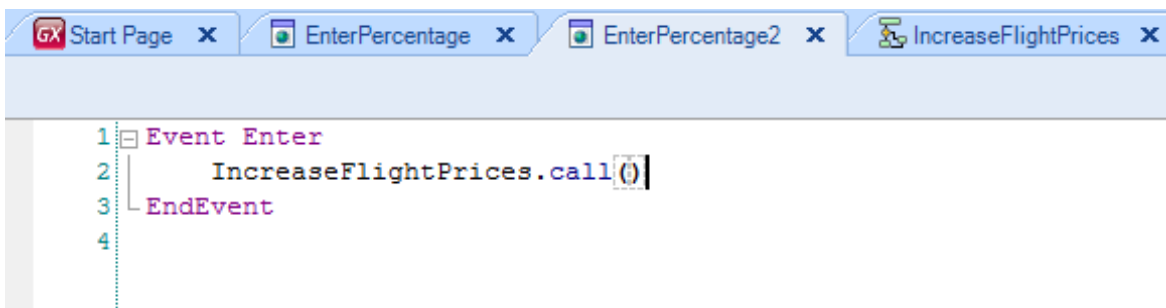 GX Start Page x EnterPercentage x EnterPercentage2 x IncreaseFlightPrices x
1 Event Enter
2 IncreaseFlightPrices.call()
3 EndEvent
4